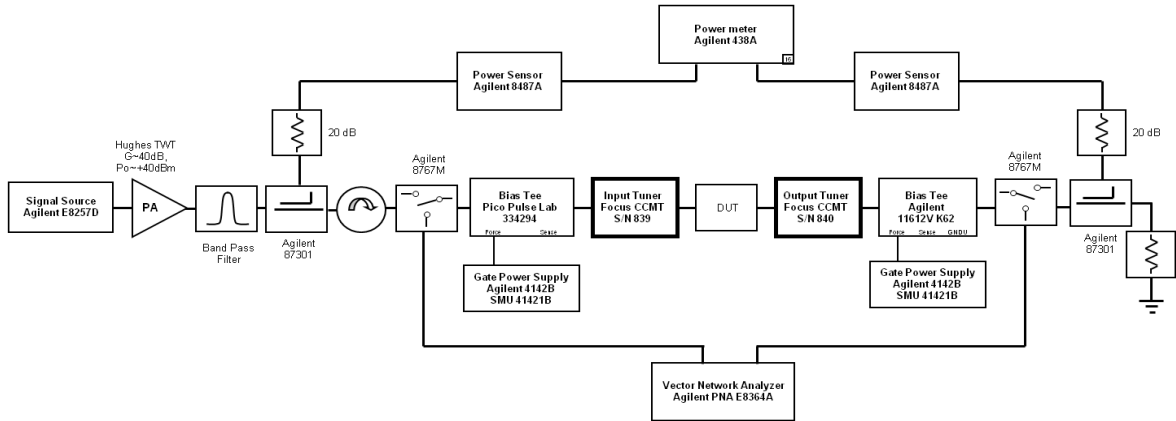 Power meter
Agilent 438A
Power Sensor
Agilent 8487A
Power Sensor
Agilent 8487A
20 dB
20 dB
Hughes TWT
G~40dB,
Po~+40dBm
Agilent
8767M
Agilent
8767M
Signal Source
Agilent E8257D
PA
Bias Tee
Pico Pulse Lab
334294
Force Sense
Input Tuner
Focus CCMT
S/N 839
DUT
Output Tuner
Focus CCMT
S/N 840
Bias Tee
Agilent
11612V K62
Force Sense GNDU
Band Pass
Filter
Agilent
87301
Agilent
87301
Gate Power Supply
Agilent 4142B
SMU 41421B
Gate Power Supply
Agilent 4142B
SMU 41421B
Vector Network Analyzer
Agilent PNA E8364A